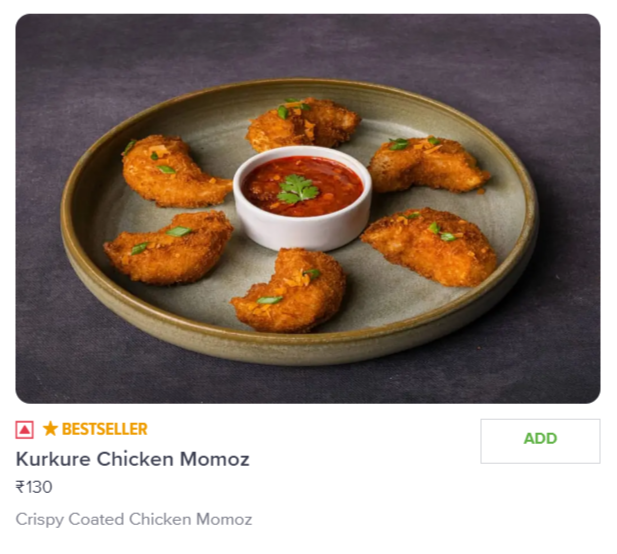 BESTSELLER
Kurkure Chicken Momoz
₹130
Crispy Coated Chicken Momoz
ADD